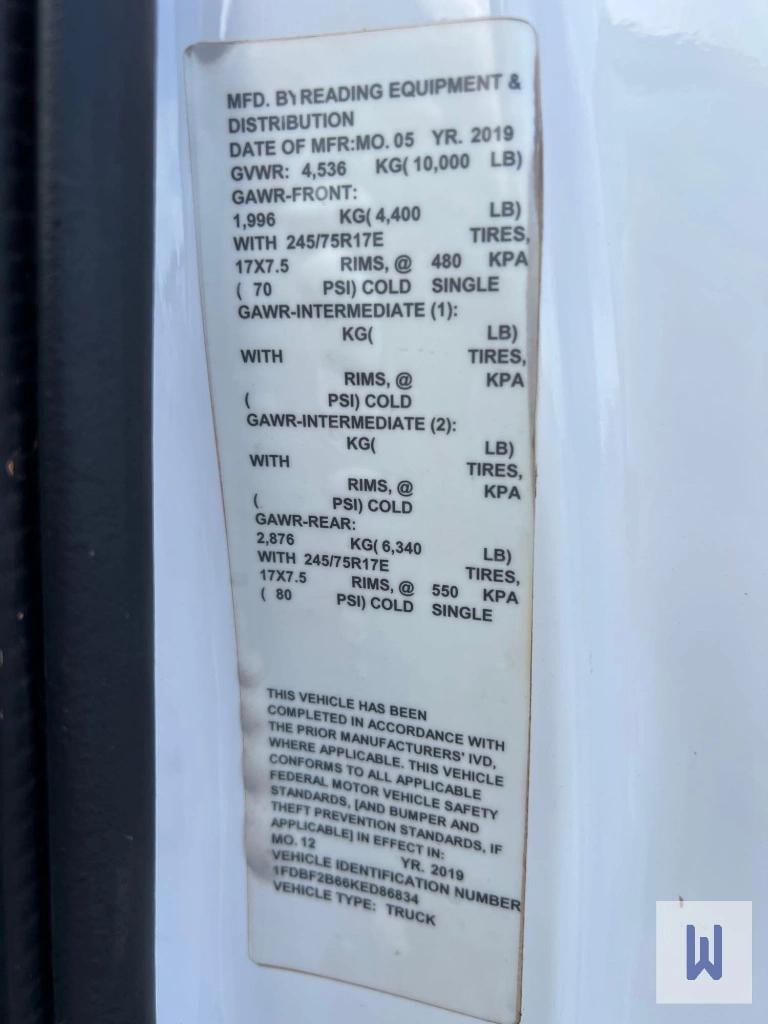 MFD. BY READING EQUIPMENT &
DISTRIBUTION
DATE OF MFR:MO. 05 YR. 2019
GVWR: 4,536 KG( 10,000 LB)
GAWR-FRONT:
1,996 KG( 4,400 LB)
WITH 245/75R17E TIRES,
17X7.5 RIMS, @ 480 KPA
( 70 PSI) COLD SINGLE
GAWR-INTERMEDIATE (1):
KG( LB)
WITH TIRES,
RIMS, @ KPA
( PSI) COLD
GAWR-INTERMEDIATE (2):
KG( LB)
WITH TIRES,
RIMS, @ KPA
( PSI) COLD
GAWR-REAR:
2,876 KG( 6,340 LB)
WITH 245/75R17E TIRES,
17X7.5 RIMS, @ 550 KPA
( 80 PSI) COLD SINGLE
THIS VEHICLE HAS BEEN
COMPLETED IN ACCORDANCE WITH
THE PRIOR MANUFACTURERS' IVD,
WHERE APPLICABLE. THIS VEHICLE
CONFORMS TO ALL APPLICABLE
FEDERAL MOTOR VEHICLE SAFETY
STANDARDS, [AND BUMPER AND
THEFT PREVENTION STANDARDS, IF
APPLICABLE] IN EFFECT IN:
MO. 12 YR. 2019
VEHICLE IDENTIFICATION NUMBER
1FDBF2B66KED86834
VEHICLE TYPE: TRUCK
W